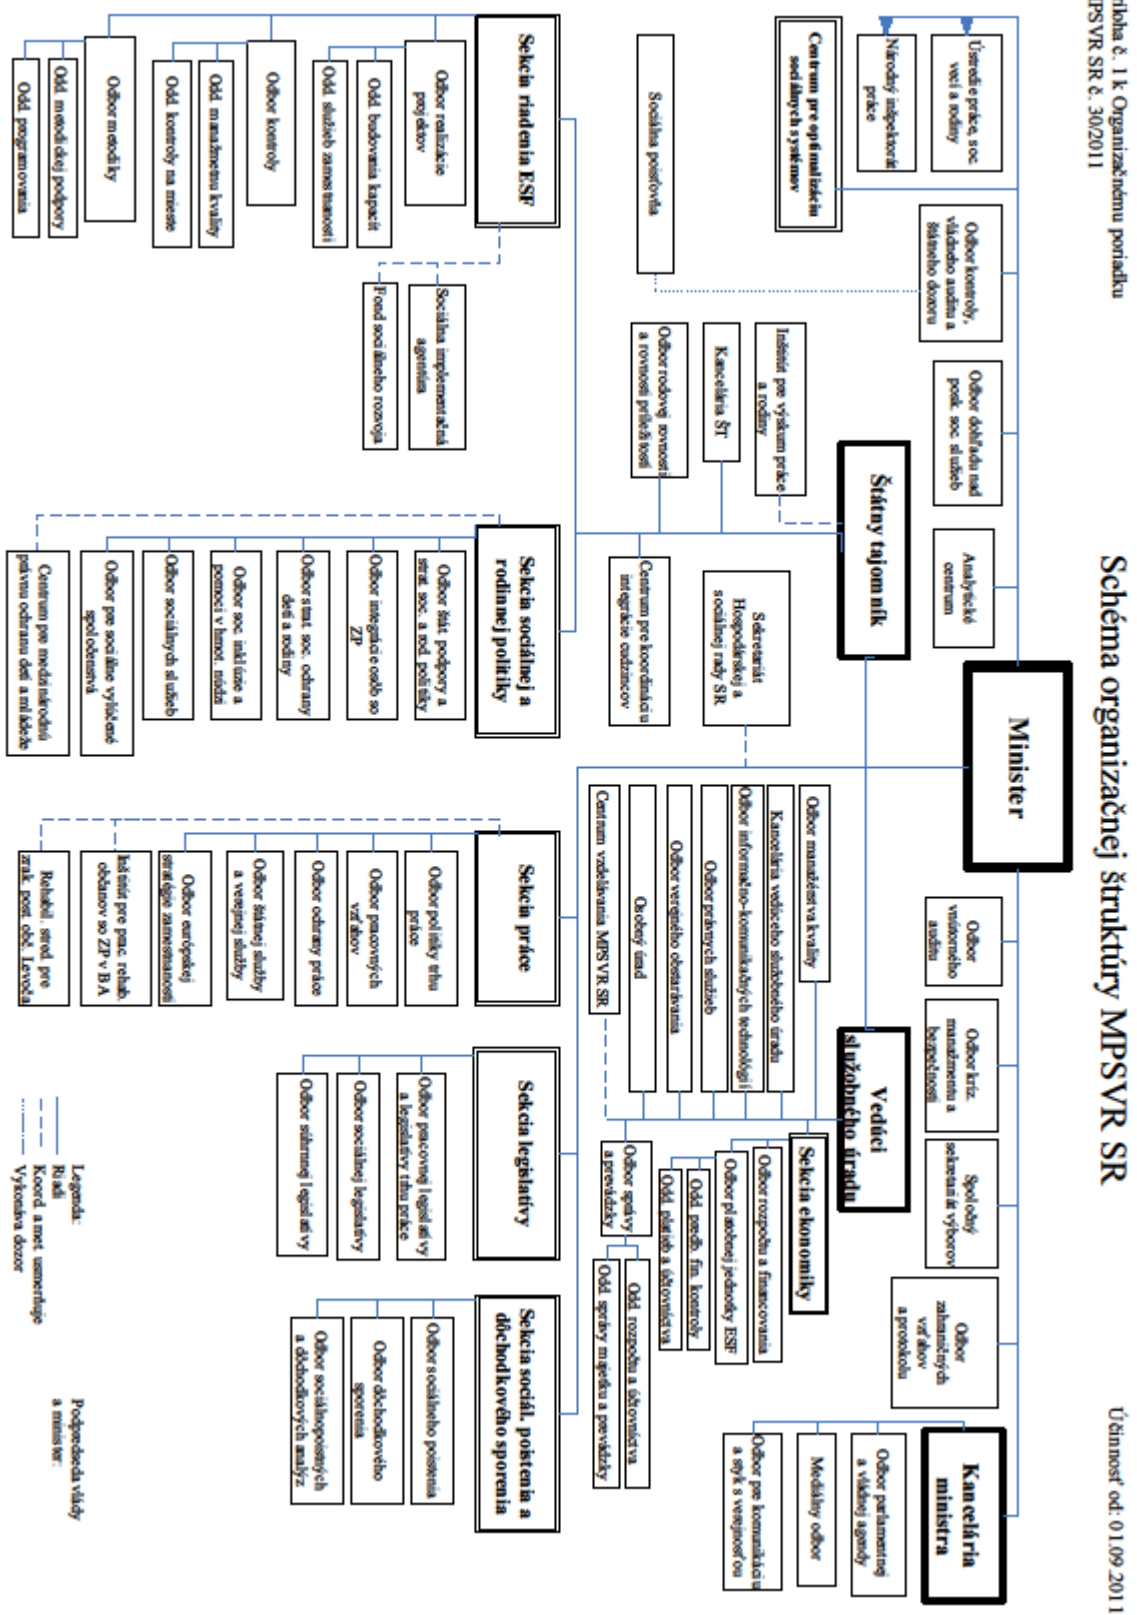 riloha č. 1 k Organizačnému poriadku
MPSVR SR č. 30/2011
Schéma organizačnej štruktúry MPSVR SR
Účinnosť od: 01.09.2011
Minister
Ústredie práce, soc.
vecí a rodiny
Národný inšpektorát
práce
Centrum pre optimalizáciu
sociálnych systémov
Odbor kontroly,
vládneho auditu a
štátneho dozoru
Sociálna poisťovňa
Odbor dohľadu nad
posk. soc. služieb
Analytické
centrum
Odbor
vnútorného
auditu
Odbor kríz.
manažmentu a
bezpečnosti
Spoločný
sekretariát výborov
Odbor
zahraničných
vzťahov
a protokolu
Kancelária
ministra
Odbor parlamentnej
a vládnej agendy
Mediálny odbor
Odbor pre komunikáciu
a styk s verejnosťou
Štátny tajomník
Inštitút pre výskum práce
a rodiny
Kancelária ŠT
Odbor rodovej rovnosti
a rovnosti príležitostí
Centrum pre koordináciu
integrácie cudzincov
Sekretariát
Hospodárskej a
sociálnej rady SR
Vedúci
služobného úradu
Odbor manažérstva kvality
Kancelária vedúceho služobného úradu
Odbor informačno-komunikačných technológií
Odbor právnych služieb
Odbor verejného obstarávania
Osobný úrad
Centrum vzdelávania MPSVR SR
Sekcia ekonomiky
Odbor rozpočtu a financovania
Odbor platobnej jednotky ESF
Odd. predb. fin. kontroly
Odd. platieb a účtovníctva
Odbor správy
a prevádzky
Odd. rozpočtu a účtovníctva
Odd. správy majetku a prevádzky
Sekcia riadenia ESF
Odbor realizácie
projektov
Odd. budovania kapacít
Odd. služieb zamestnanosti
Odbor kontroly
Odd. manažmetnu kvality
Odd. kontroly na mieste
Odbor metodiky
Odd. metodickej podpory
Odd. programovania
Sociálna implementačná
agentúra
Fond sociálneho rozvoja
Sekcia sociálnej a
rodinnej politiky
Odbor štát. podpory a
strat. soc. a rod. politiky
Odbor integrácie osôb so
ZP
Odbor strat. soc. ochrany
detí a rodiny
Odbor soc. inklúzie a
pomoci v hmot. núdzi
Odbor sociálnych služieb
Odbor pre sociálne vylúčené
spoločenstvá
Centrum pre medzinárodnú
právnu ochranu detí a mládeže
Sekcia práce
Odbor politiky trhu
práce
Odbor pracovných
vzťahov
Odbor ochrany práce
Odbor štátnej služby
a verejnej služby
Odbor európskej
stratégie zamestnanosti
Inštitút pre prac. rehab.
občanov so ZP v BA
Rehabil. stred. pre
zrak. post. obč. Levoča
Sekcia legislatívy
Odbor pracovnej legislatívy
a legislatívy trhu práce
Odbor sociálnej legislatívy
Odbor súhrnnej legislatívy
Sekcia sociál. poistenia a
dôchodkového sporenia
Odbor sociálneho poistenia
Odbor dôchodkového
sporenia
Odbor sociálnopoistných
a dôchodkových analýz
Legenda:
Riadi
Koord. a met. usmerňuje
Vykonáva dozor
Podpredseda vlády
a minister: